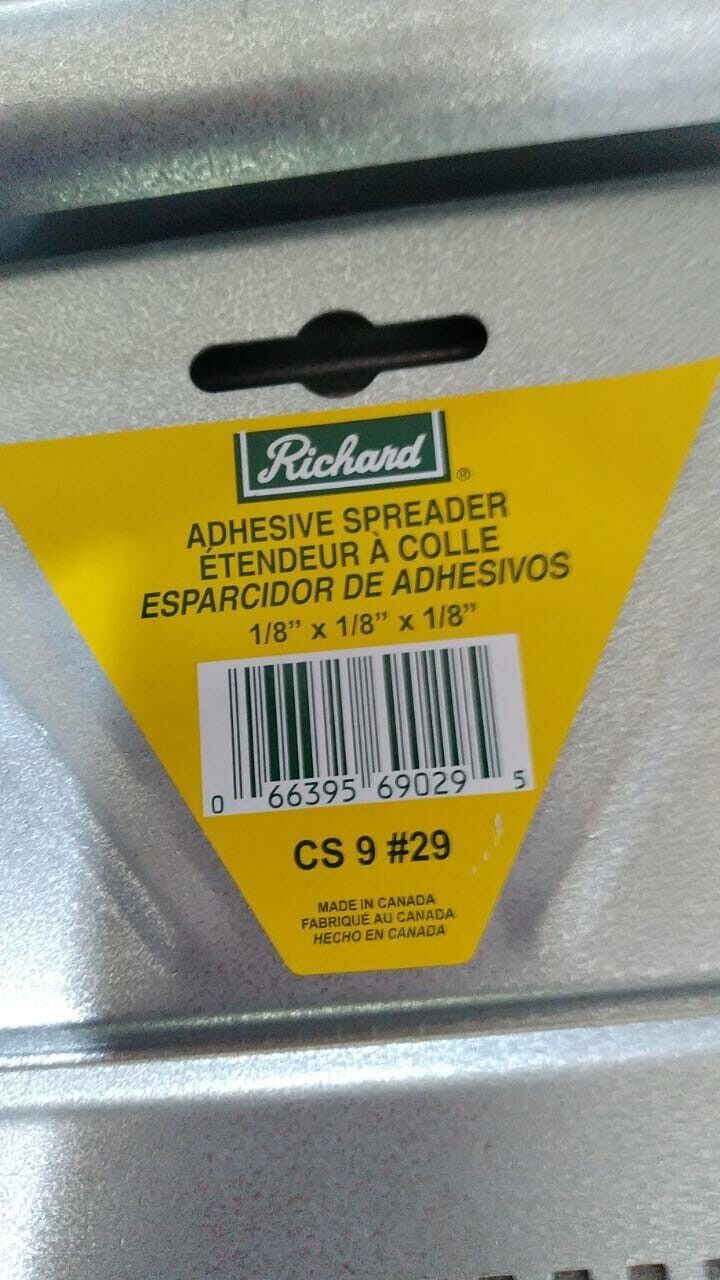 Richard®
ADHESIVE SPREADER
ÉTENDEUR À COLLE
ESPARCIDOR DE ADHESIVOS
1/8” x 1/8” x 1/8”
0 66395 69029 5
CS 9 #29
MADE IN CANADA
FABRIQUÉ AU CANADA
HECHO EN CANADA